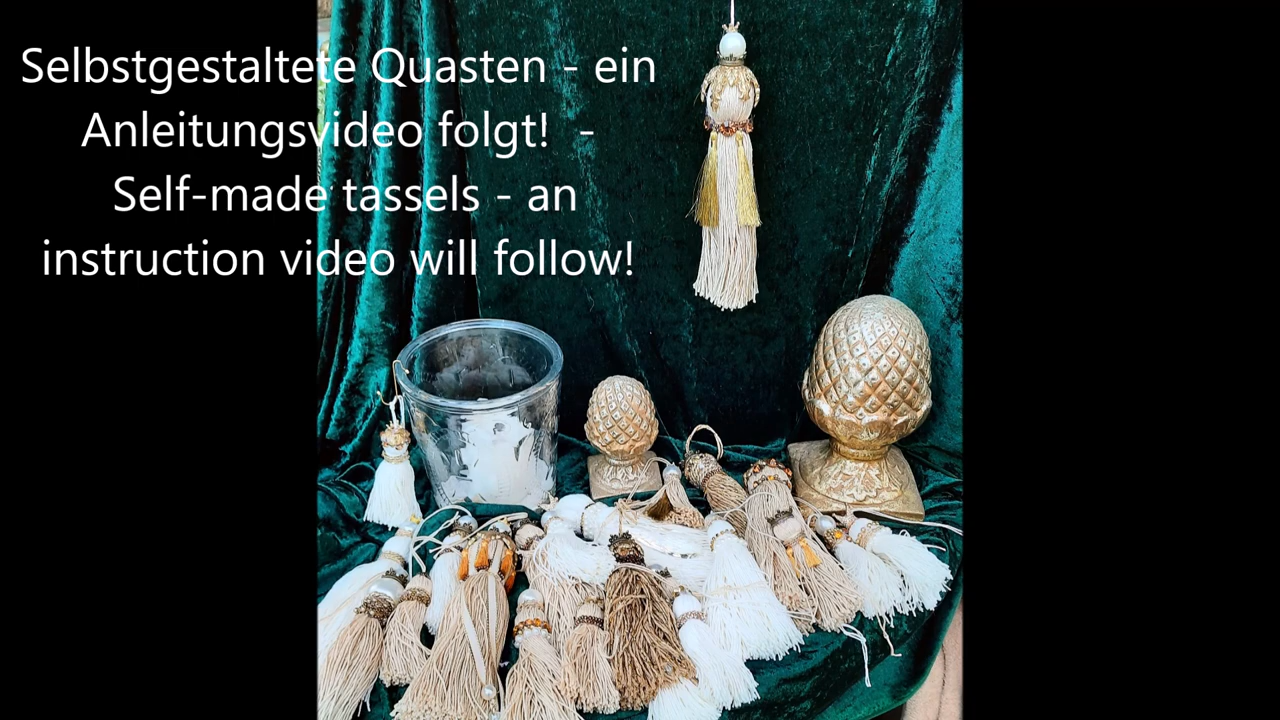 Selbstgestaltete Quasten - ein
Anleitungsvideo folgt!  -
Self-made tassels - an
instruction video will follow!